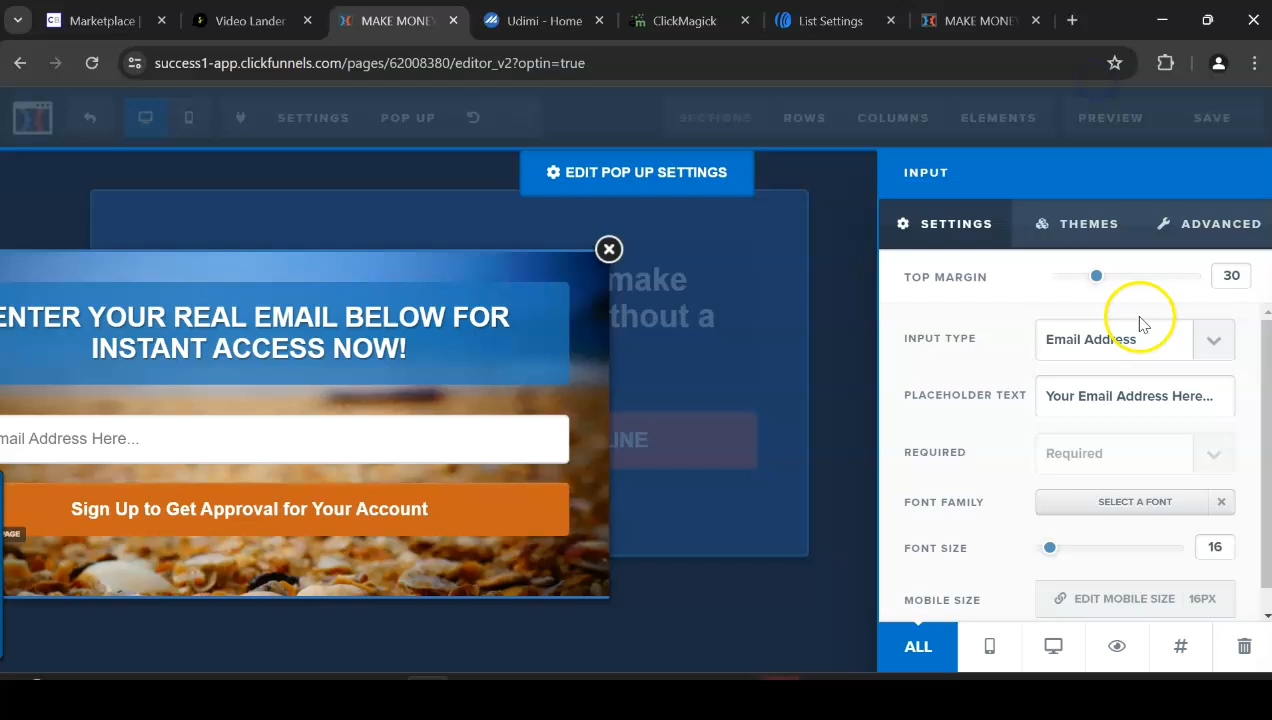 Marketplace |
Video Lander
MAKE MONEY
Udimi - Home
ClickMagick
List Settings
MAKE MONEY
success1-app.clickfunnels.com/pages/62008380/editor_v2?optin=true
SETTINGS
POP UP
SECTIONS
ROWS
COLUMNS
ELEMENTS
PREVIEW
SAVE
EDIT POP UP SETTINGS
INPUT
SETTINGS
THEMES
ADVANCED
TOP MARGIN
30
make
thout a
ENTER YOUR REAL EMAIL BELOW FOR
INSTANT ACCESS NOW!
INPUT TYPE
Email Address
PLACEHOLDER TEXT
Your Email Address Here...
mail Address Here...
LINE
REQUIRED
Required
FONT FAMILY
SELECT A FONT
Sign Up to Get Approval for Your Account
PAGE
FONT SIZE
16
MOBILE SIZE
EDIT MOBILE SIZE
16PX
ALL